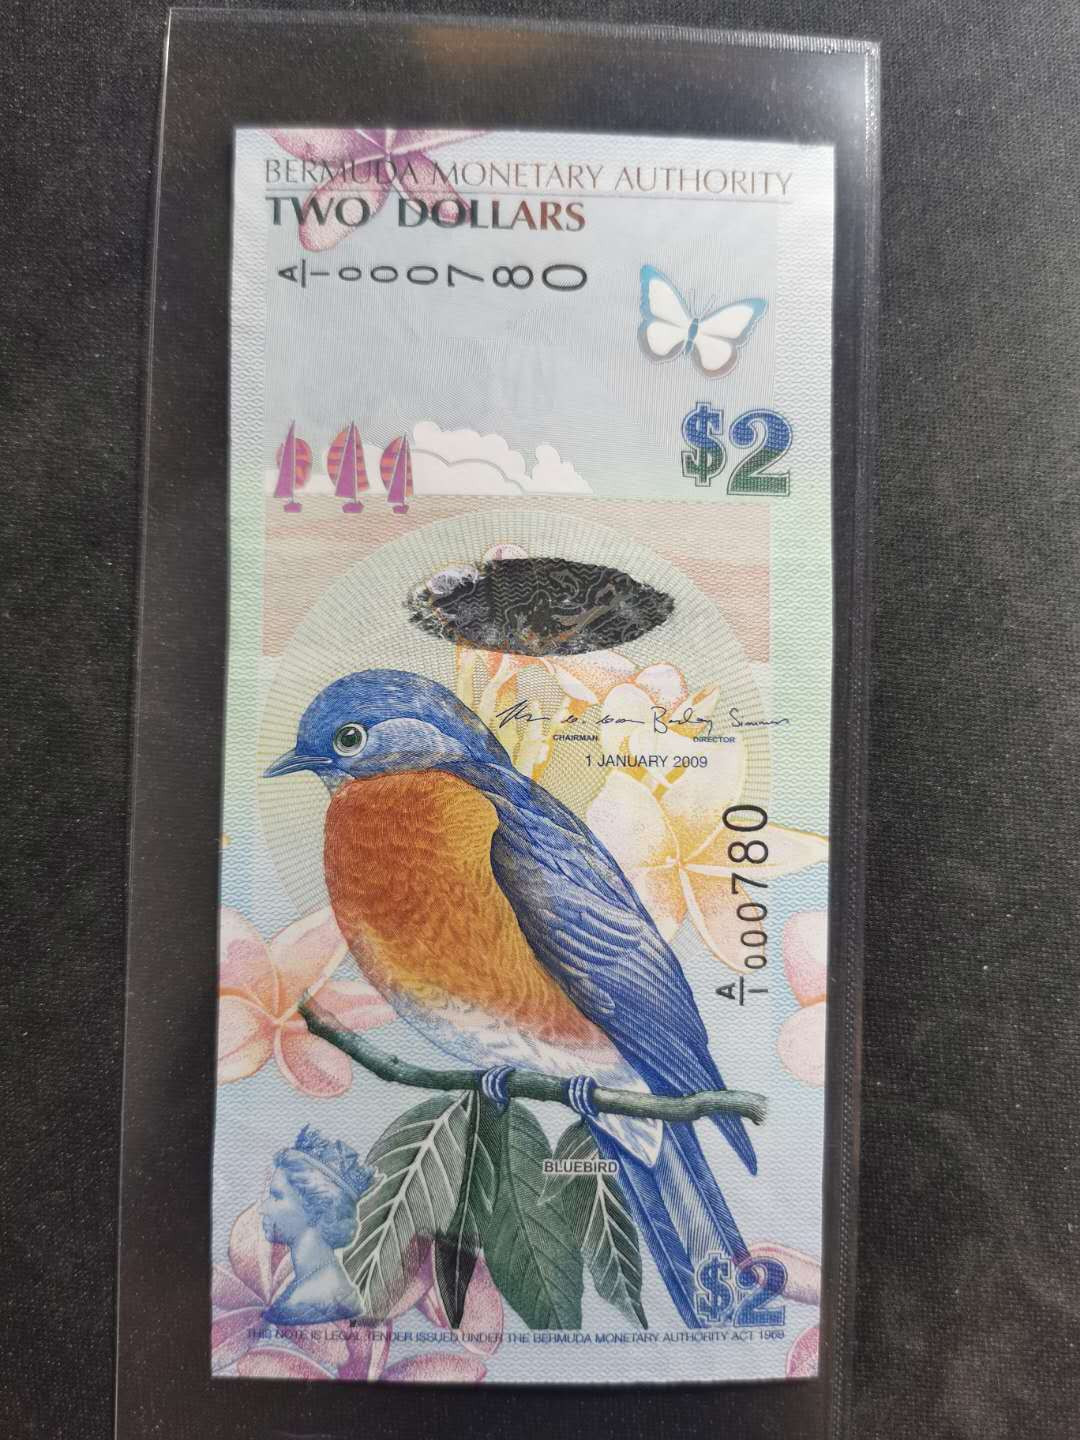 BERMUDA MONETARY AUTHORITY
TWO DOLLARS
A/1 000780
$2
CHAIRMAN
DIRECTOR
1 JANUARY 2009
A/1 000780
BLUEBIRD
$2
THIS NOTE IS LEGAL TENDER ISSUED UNDER THE BERMUDA MONETARY AUTHORITY ACT 1969